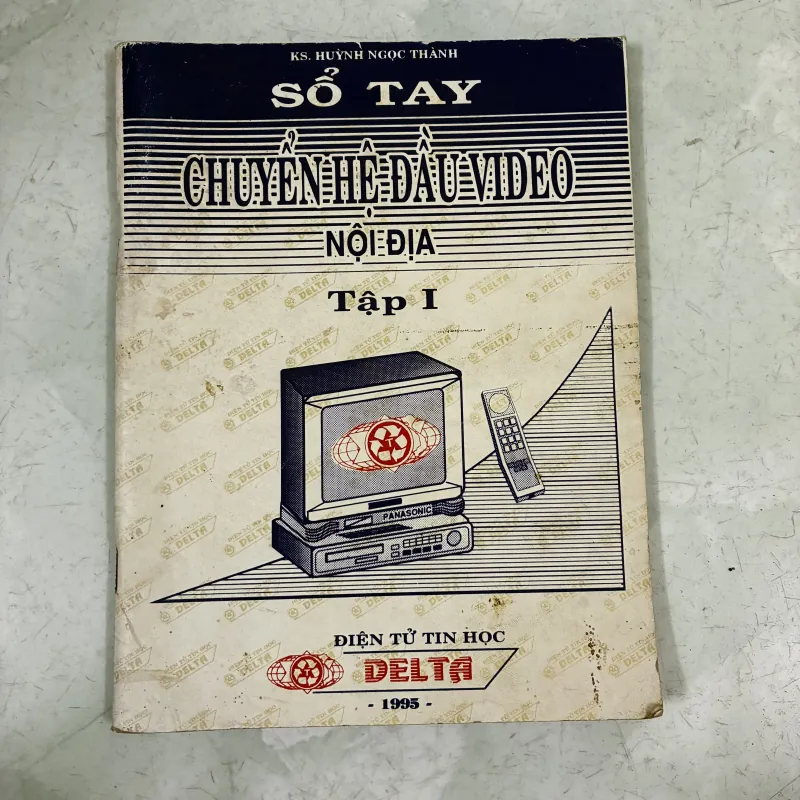 KS. HUỲNH NGỌC THÀNH
SỔ TAY
CHUYỂN HỆ ĐẦU VIDEO
NỘI ĐỊA
Tập I
PANASONIC
ĐIỆN TỬ TIN HỌC
DELTA
- 1995 -